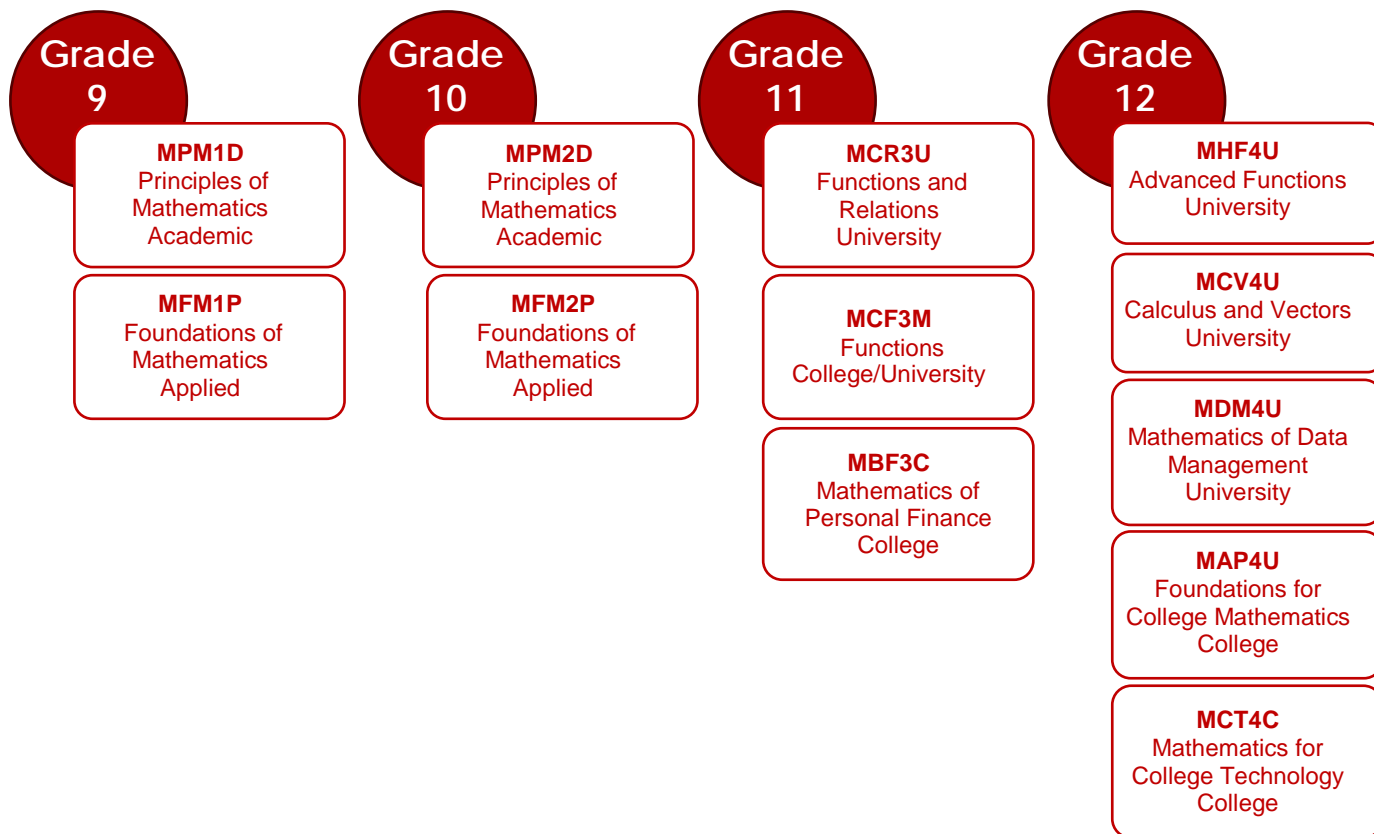 Grade
9
MPM1D
Principles of
Mathematics
Academic
MFM1P
Foundations of
Mathematics
Applied
Grade
10
MPM2D
Principles of
Mathematics
Academic
MFM2P
Foundations of
Mathematics
Applied
Grade
11
MCR3U
Functions and
Relations
University
MCF3M
Functions
College/University
MBF3C
Mathematics of
Personal Finance
College
Grade
12
MHF4U
Advanced Functions
University
MCV4U
Calculus and Vectors
University
MDM4U
Mathematics of Data
Management
University
MAP4U
Foundations for
College Mathematics
College
MCT4C
Mathematics for
College Technology
College